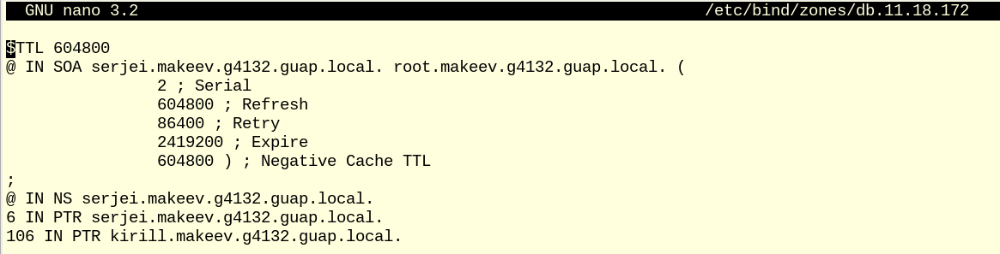 GNU nano 3.2 /etc/bind/zones/db.11.18.172
$TTL 604800
@ IN SOA serjei.makeev.g4132.guap.local. root.makeev.g4132.guap.local. (
2 ; Serial
604800 ; Refresh
86400 ; Retry
2419200 ; Expire
604800 ) ; Negative Cache TTL
;
@ IN NS serjei.makeev.g4132.guap.local.
6 IN PTR serjei.makeev.g4132.guap.local.
106 IN PTR kirill.makeev.g4132.guap.local.